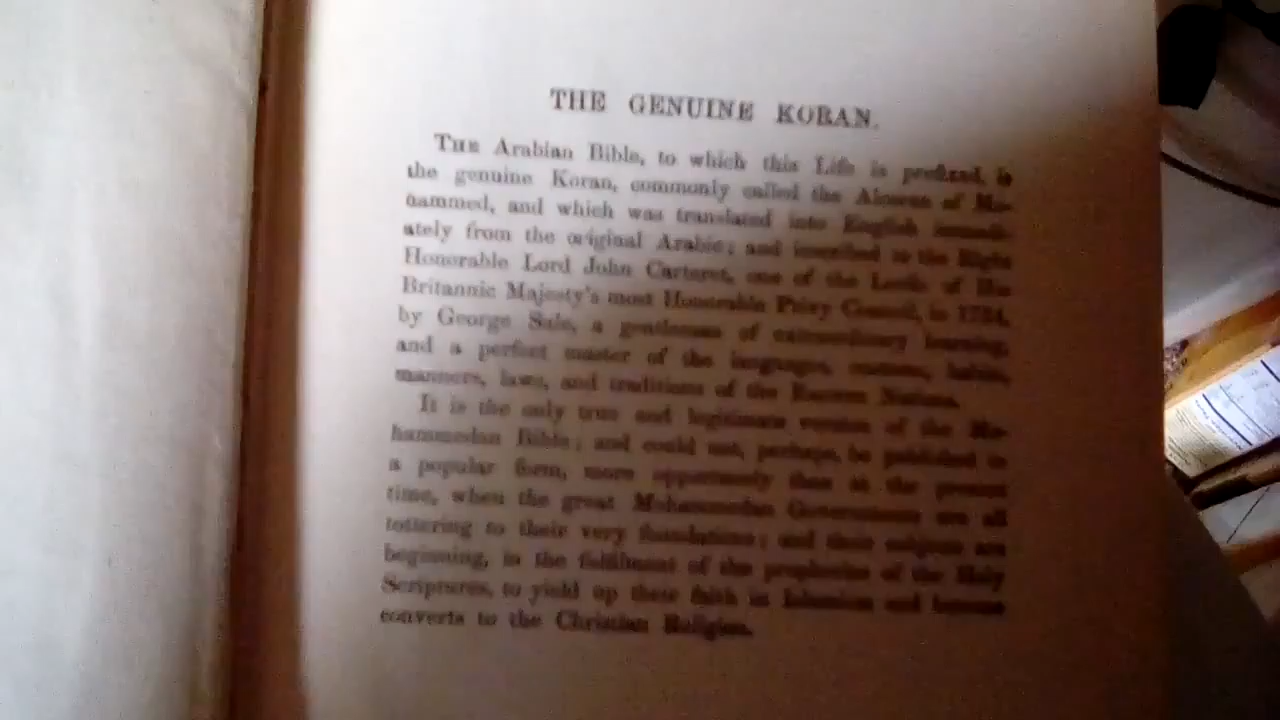 THE GENUINE KORAN.
THE Arabian Bible, to which this Life is prefixed, is
the genuine Koran, commonly called the Alcoran of Mo-
hammed, and which was translated into English immedi-
ately from the original Arabic; and inscribed to the Right
Honorable Lord John Carteret, one of the Lords of His
Britannic Majesty's most Honorable Privy Council, in 1734,
by George Sale, a gentleman of extraordinary learning,
and a perfect master of the languages, customs, habits,
manners, laws, and traditions of the Eastern Nations.
It is the only true and legitimate version of the Mo-
hammedan Bible; and could not, perhaps, be published in
a popular form, more opportunely than at the present
time, when the great Mohammedan Governments are all
tottering to their very foundations; and their subjects are
beginning, in the fulfilment of the prophecies of the Holy
Scriptures, to yield up their faith in Islamism and become
converts to the Christian Religion.